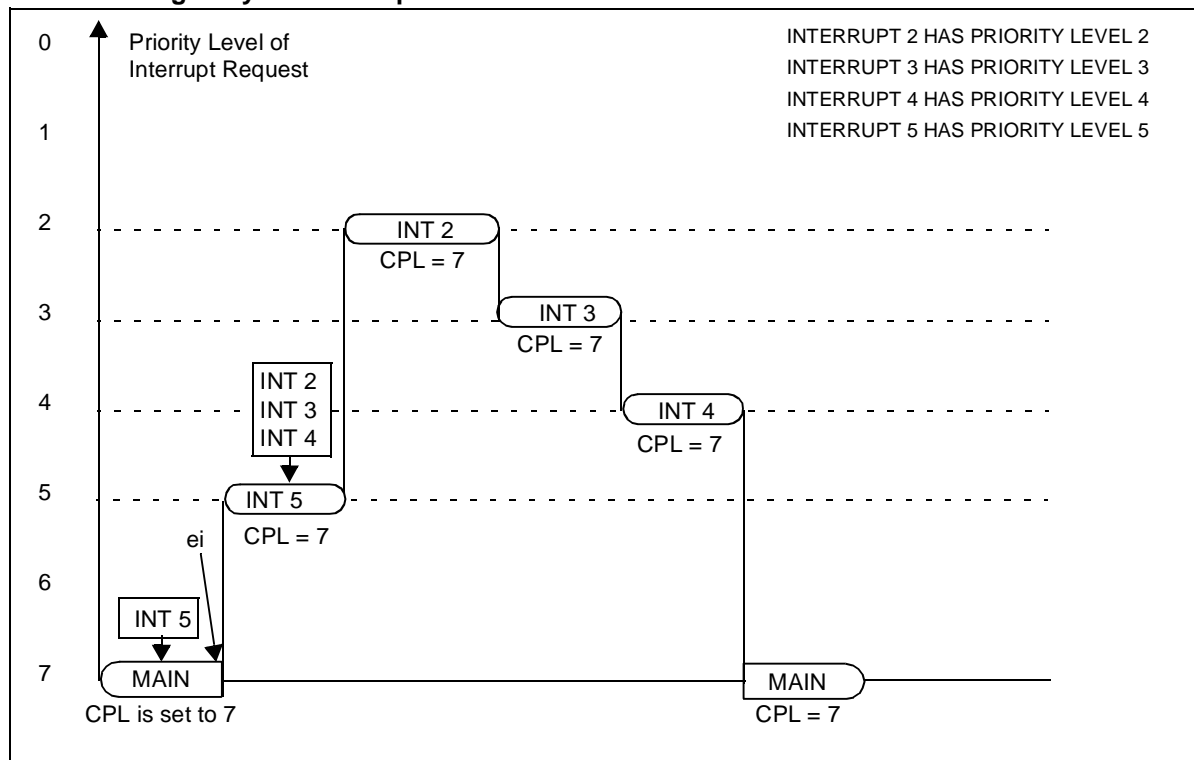 0
Priority Level of
Interrupt Request
INTERRUPT 2 HAS PRIORITY LEVEL 2
INTERRUPT 3 HAS PRIORITY LEVEL 3
INTERRUPT 4 HAS PRIORITY LEVEL 4
INTERRUPT 5 HAS PRIORITY LEVEL 5
1
2
INT 2
CPL = 7
3
INT 3
CPL = 7
INT 2
INT 3
INT 4
4
INT 4
CPL = 7
5
INT 5
CPL = 7
ei
6
INT 5
7
MAIN
CPL is set to 7
MAIN
CPL = 7